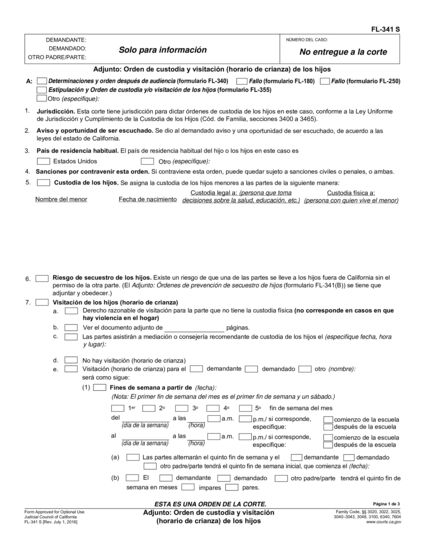 FL-341 S
DEMANDANTE:
DEMANDADO:
OTRO PADRE/PARTE:
Solo para información
NÚMERO DEL CASO:
No entregue a la corte
Adjunto: Orden de custodia y visitación (horario de crianza) de los hijos
A: Determinaciones y orden después de audiencia (formulario FL-340) Fallo (formulario FL-180) Fallo (formulario FL-250)
Estipulación y Orden de custodia y/o visitación de los hijos (formulario FL-355)
Otro (especifique):
1. Jurisdicción. Esta corte tiene jurisdicción para dictar órdenes de custodia de los hijos en este caso, conforme a la Ley Uniforme
de Jurisdicción y Cumplimiento de la Custodia de los Hijos (Cód. de Familia, secciones 3400 a 3465).
2. Aviso y oportunidad de ser escuchado. Se dio al demandado aviso y una oportunidad de ser escuchado, de acuerdo a las
leyes del estado de California.
3. País de residencia habitual. El país de residencia habitual del hijo o los hijos en este caso es
Estados Unidos Otro (especifique):
4. Sanciones por contravenir esta orden. Si contraviene esta orden, puede quedar sujeto a sanciones civiles o penales, o ambas.
5. Custodia de los hijos. Se asigna la custodia de los hijos menores a las partes de la siguiente manera:
Custodia legal a: (persona que toma Custodia física a:
Nombre del menor Fecha de nacimiento decisiones sobre la salud, educación, etc.) (persona con quien vive el menor)
6. Riesgo de secuestro de los hijos. Existe un riesgo de que una de las partes se lleve a los hijos fuera de California sin el
permiso de la otra parte. (El Adjunto: Órdenes de prevención de secuestro de hijos (formulario FL-341(B)) se tiene que
adjuntar y obedecer.)
7. Visitación de los hijos (horario de crianza)
a. Derecho razonable de visitación para la parte que no tiene la custodia física (no corresponde en casos en que
hay violencia en el hogar)
b. Ver el documento adjunto de páginas.
c. Las partes asistirán a mediación o consejería recomendante de custodia de los hijos el (especifique fecha, hora
y lugar):
d. No hay visitación (horario de crianza)
e. Visitación (horario de crianza) para el demandante demandado otro (nombre):
será como sigue:
(1) Fines de semana a partir de (fecha):
(Nota: El primer fin de semana del mes es el primer fin de semana con un sábado.)
1er 2o 3o 4o 5o fin de semana del mes
del a las a.m. p.m./ si corresponde, comienzo de la escuela
(día de la semana) (hora) especifique: después de la escuela
al a las a.m. p.m./ si corresponde, comienzo de la escuela
(día de la semana) (hora) especifique: después de la escuela
(a) Las partes alternarán el quinto fin de semana y el demandante demandado
otro padre/parte tendrá el quinto fin de semana inicial, que comienza el (fecha):
(b) El demandante demandado otro padre/parte tendrá el quinto fin de
semana en meses impares pares.
ESTA ES UNA ORDEN DE LA CORTE.
Página 1 de 3
Form Approved for Optional Use
Judicial Council of California
FL-341 S [Rev. July 1, 2016]
Adjunto: Orden de custodia y visitación
(horario de crianza) de los hijos
Family Code, §§ 3020, 3022, 3025,
3040–3043, 3048, 3100, 6340, 7604
www.courts.ca.gov